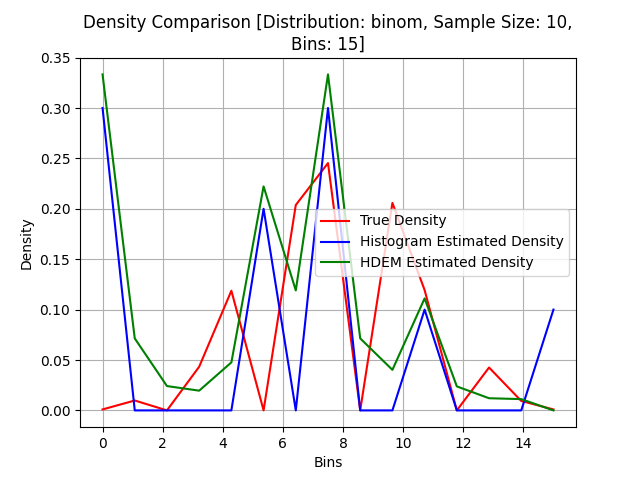 Density Comparison [Distribution: binom, Sample Size: 10,
Bins: 15]
0.35
0.30
0.25
0.20
0.15
0.10
0.05
0.00
Density
True Density
Histogram Estimated Density
HDEM Estimated Density
0 2 4 6 8 10 12 14
Bins